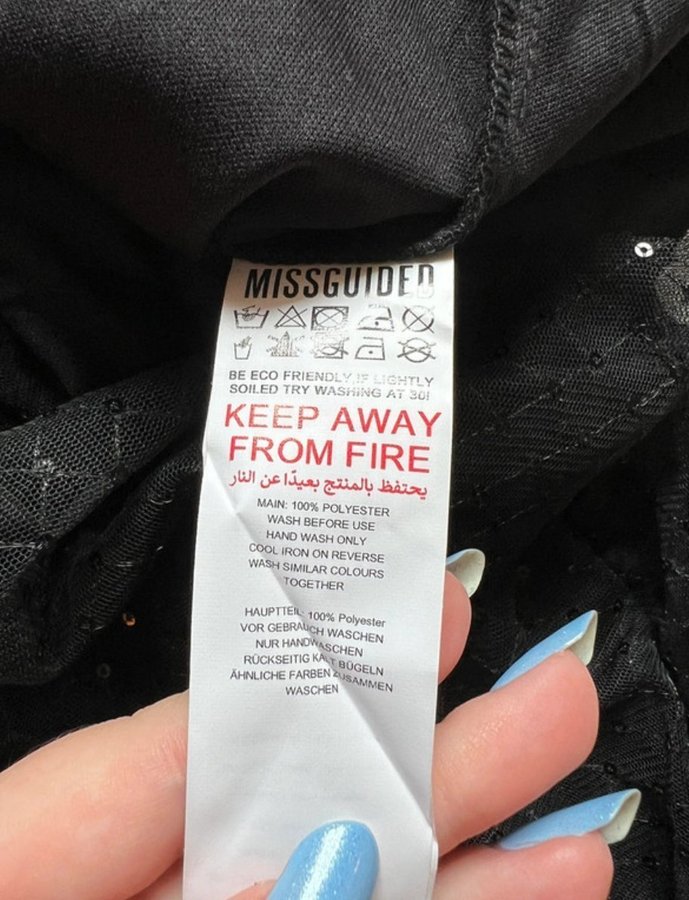 MISSGUIDED
BE ECO FRIENDLY, IF LIGHTLY
SOILED TRY WASHING AT 30!
KEEP AWAY
FROM FIRE
يحتفظ بالمنتج بعيدًا عن النار
MAIN: 100% POLYESTER
WASH BEFORE USE
HAND WASH ONLY
COOL IRON ON REVERSE
WASH SIMILAR COLOURS
TOGETHER
HAUPTTEIL: 100% Polyester
VOR GEBRAUCH WASCHEN
NUR HANDWASCHEN
RÜCKSEITIG KALT BÜGELN
ÄHNLICHE FARBEN ZUSAMMEN
WASCHEN